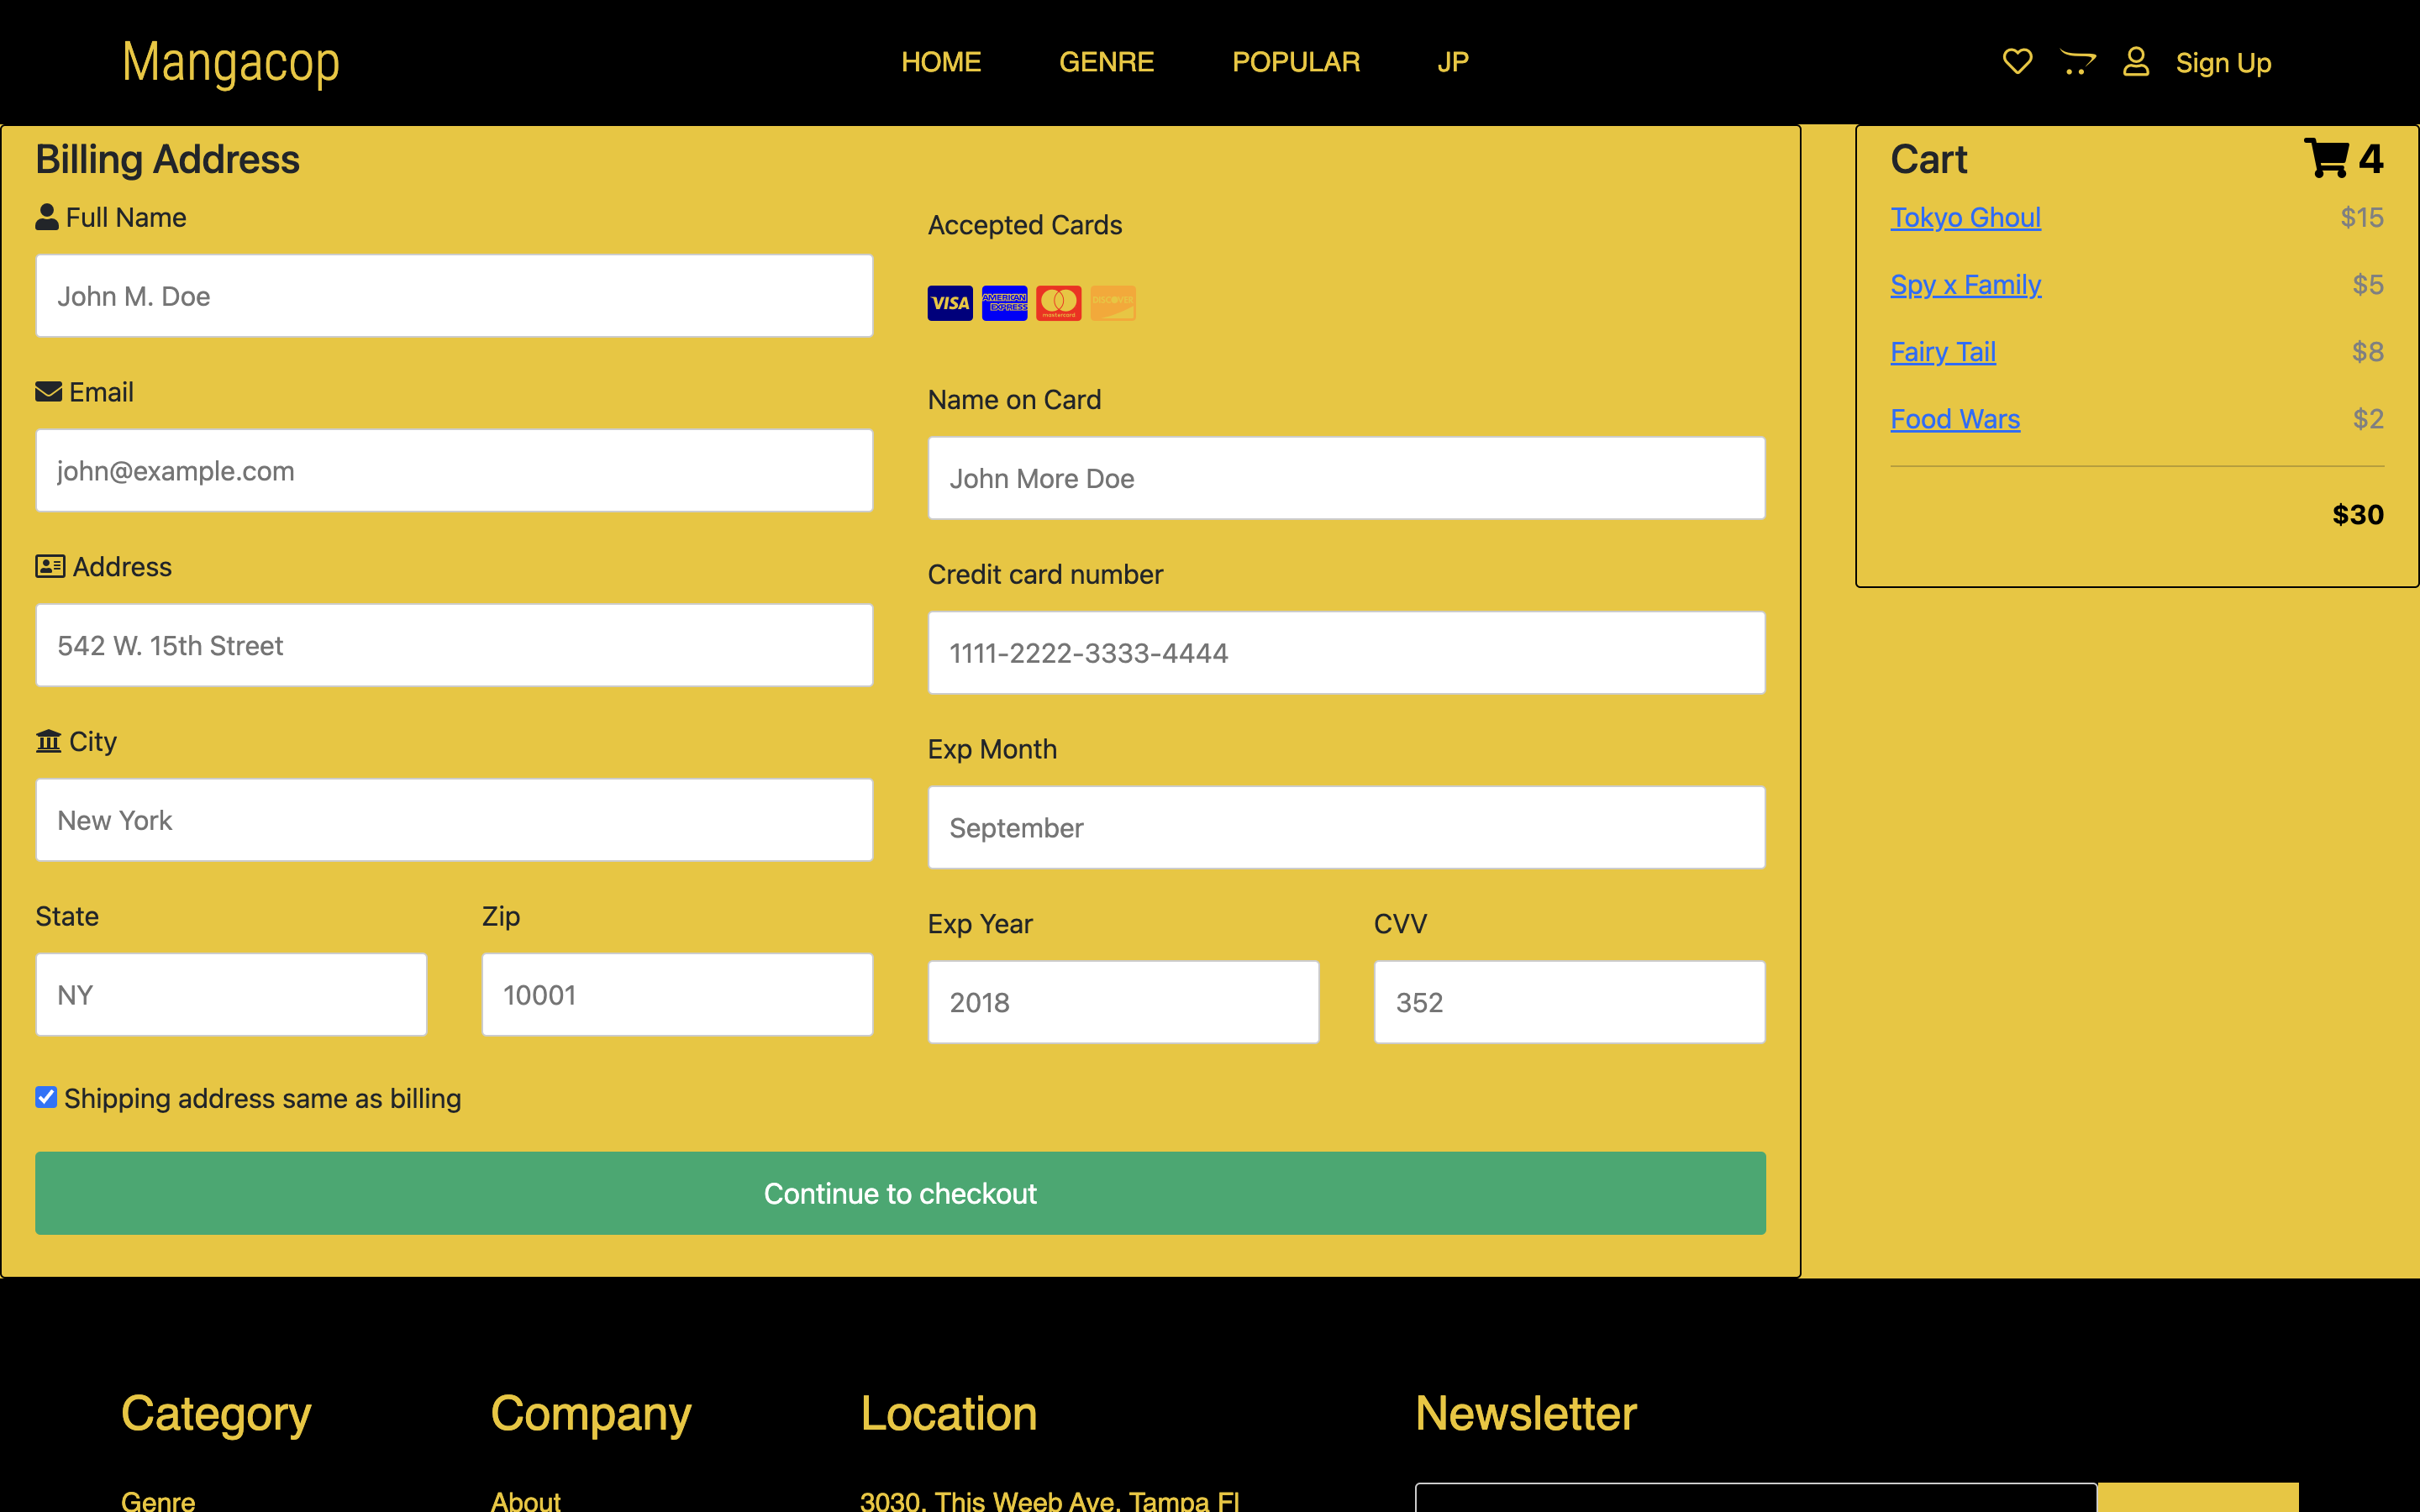 Mangacop
HOME GENRE POPULAR JP
Sign Up
Billing Address
Full Name
John M. Doe
Email
john@example.com
Address
542 W. 15th Street
City
New York
State Zip
NY 10001
Accepted Cards
VISA AMERICAN EXPRESS mastercard DISCOVER
Name on Card
John More Doe
Credit card number
1111-2222-3333-4444
Exp Month
September
Exp Year CVV
2018 352
Shipping address same as billing
Continue to checkout
Cart 4
Tokyo Ghoul $15
Spy x Family $5
Fairy Tail $8
Food Wars $2
$30
Category Company Location Newsletter
Genre About 3030, This Weeb Ave, Tampa Fl